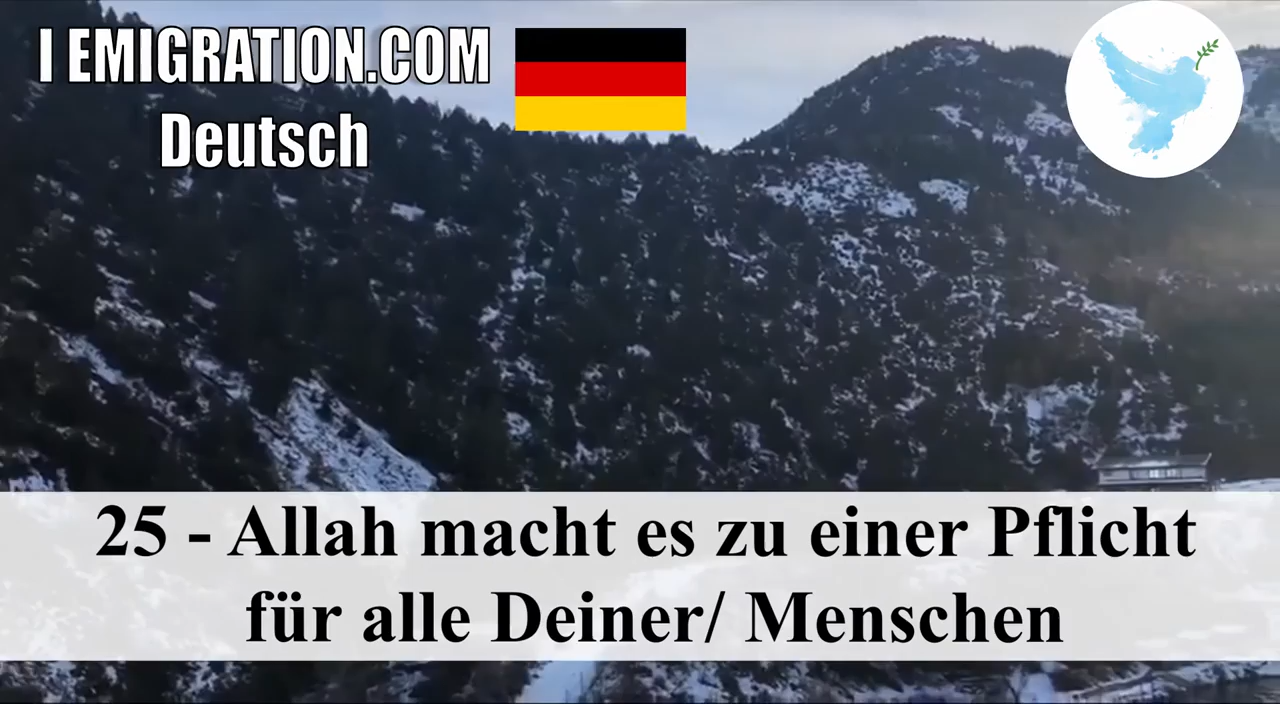 I EMIGRATION.COM
Deutsch
25 - Allah macht es zu einer Pflicht
für alle Deiner/ Menschen